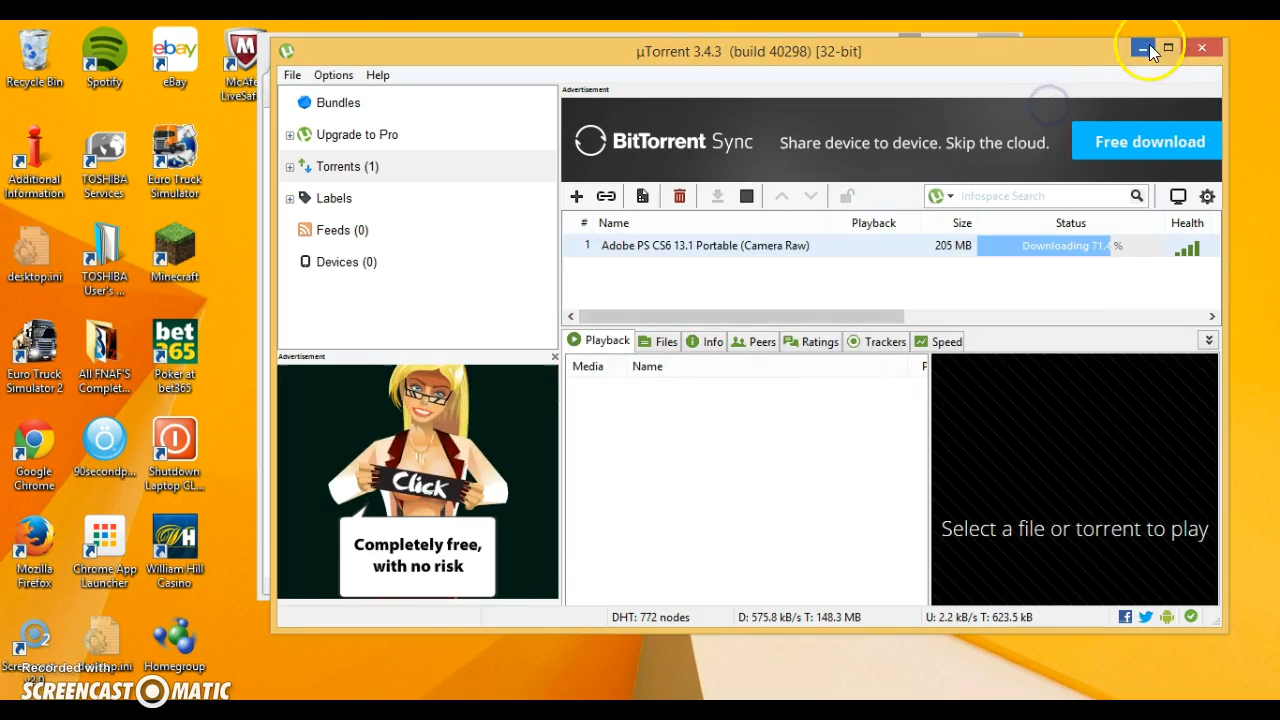 µTorrent 3.4.3 (build 40298) [32-bit]
File Options Help
Bundles
Upgrade to Pro
Torrents (1)
Labels
Feeds (0)
Devices (0)
Advertisement
BitTorrent Sync
Share device to device. Skip the cloud.
Free download
Infospace Search
# Name Playback Size Status Health
1 Adobe PS CS6 13.1 Portable (Camera Raw) 205 MB Downloading 71.4 %
Playback Files Info Peers Ratings Trackers Speed
Media Name
Select a file or torrent to play
Advertisement
Click
Completely free,
with no risk
DHT: 772 nodes D: 575.8 kB/s T: 148.3 MB U: 2.2 kB/s T: 623.5 kB
Recycle Bin
Spotify
ebay
eBay
McAfe
LiveSaf
Additional
Information
TOSHIBA
Services
Euro Truck
Simulator
desktop.ini
TOSHIBA
User's ...
Minecraft
Euro Truck
Simulator 2
All FNAF'S
Complet...
bet
365
Poker at
bet365
Google
Chrome
90secondp...
Shutdown
Laptop CL...
Mozilla
Firefox
Chrome App
Launcher
WH
William Hill
Casino
Homegroup
Recorded with
SCREENCAST MATIC